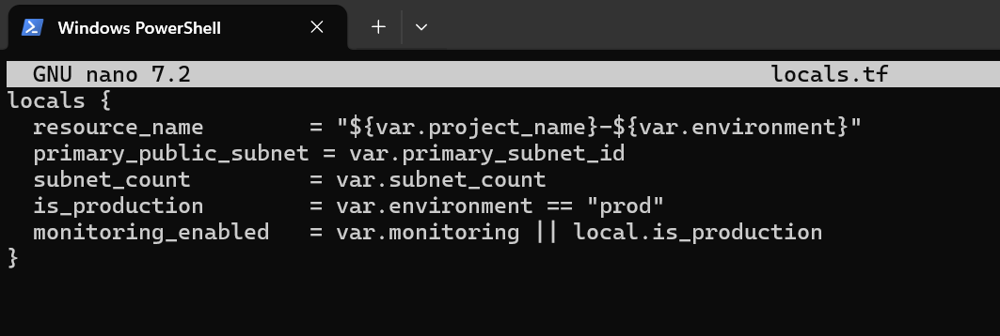 Windows PowerShell
GNU nano 7.2 locals.tf
locals {
  resource_name        = "${var.project_name}-${var.environment}"
  primary_public_subnet = var.primary_subnet_id
  subnet_count         = var.subnet_count
  is_production        = var.environment == "prod"
  monitoring_enabled   = var.monitoring || local.is_production
}